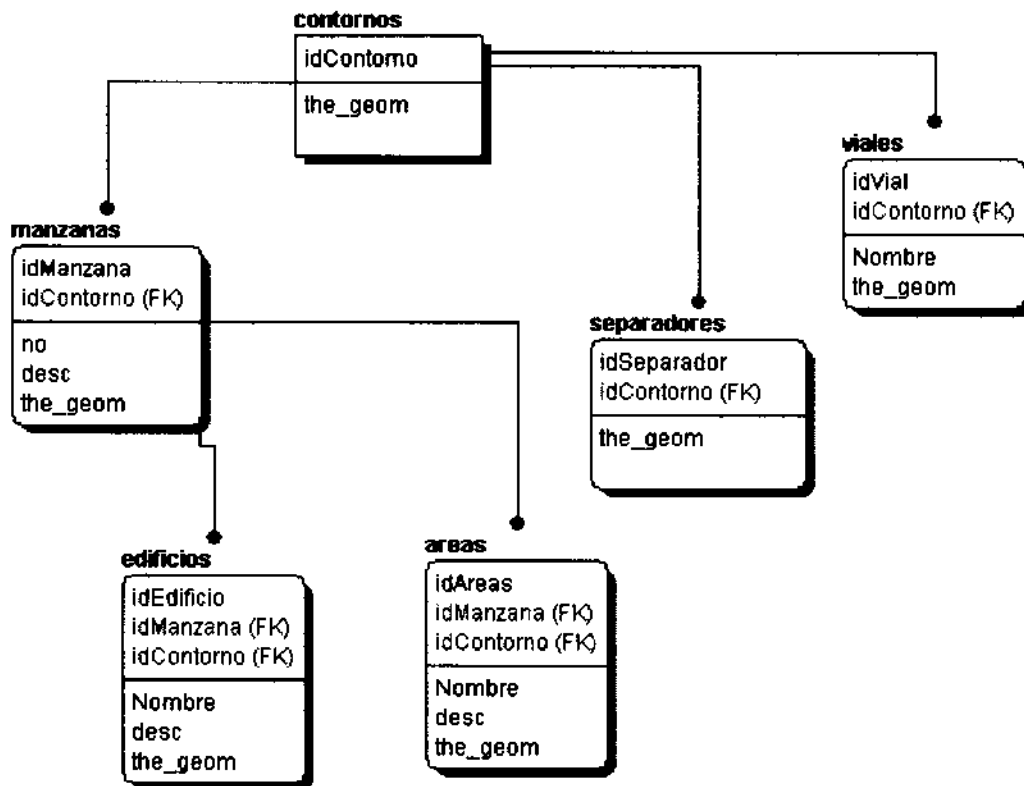 contornos
idContorno
the_geom
viales
idVial
idContorno (FK)
Nombre
the_geom
manzanas
idManzana
idContorno (FK)
no
desc
the_geom
separadores
idSeparador
idContorno (FK)
the_geom
edificios
idEdificio
idManzana (FK)
idContorno (FK)
Nombre
desc
the_geom
areas
idAreas
idManzana (FK)
idContorno (FK)
Nombre
desc
the_geom